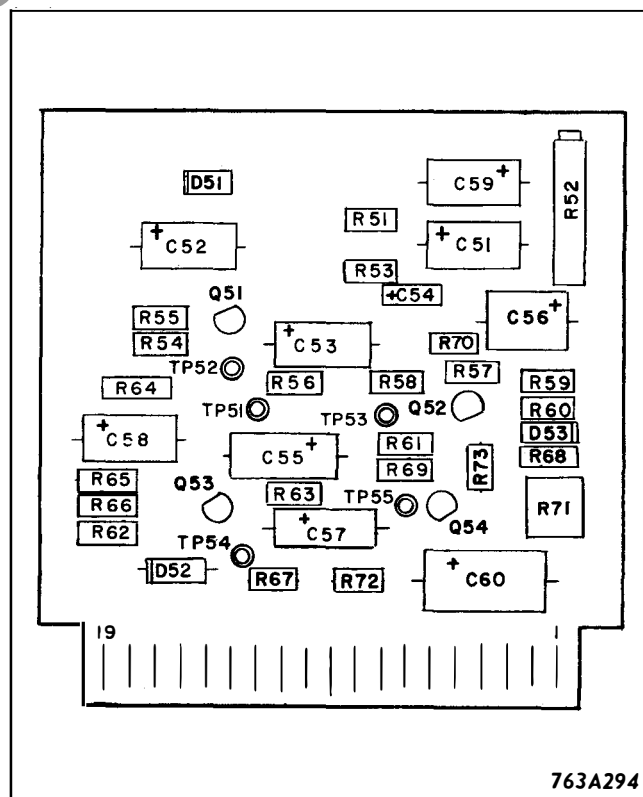 D51
C59+
R52
R51
+C52
+C51
R53
+C54
Q51
C56+
R55
+C53
R54
R70
TP52
R57
R64
R56
R58
R59
TP51
TP53
Q52
R60
+C58
R61
D53
C55+
R69
R73
R68
R65
Q53
R63
TP55
R66
R71
+C57
Q54
R62
TP54
D52
R67
R72
+C60
19
1
763A294